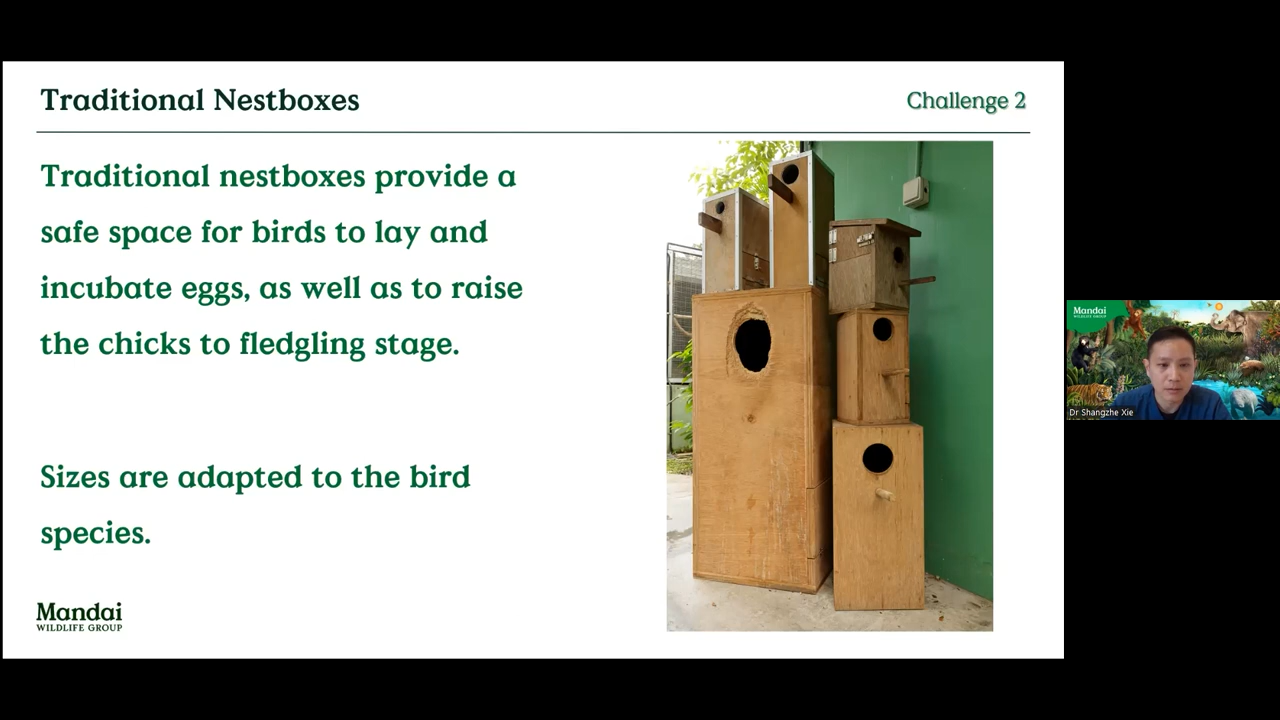 Traditional Nestboxes
Challenge 2
Traditional nestboxes provide a
safe space for birds to lay and
incubate eggs, as well as to raise
the chicks to fledgling stage.
Sizes are adapted to the bird
species.
Mandai
WILDLIFE GROUP
Mandai
WILDLIFE GROUP
Dr Shangzhe Xie